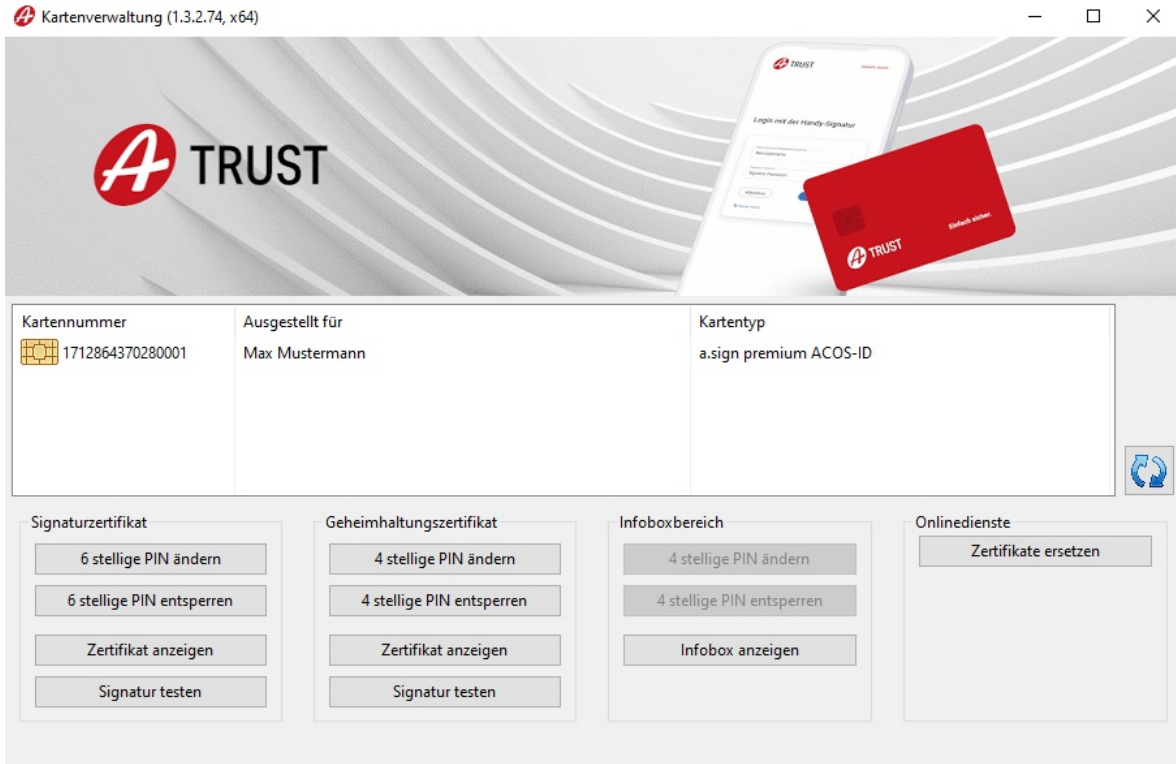 Kartenverwaltung (1.3.2.74, x64)
A TRUST
A TRUST
Login mit der Handy-Signatur
Signatur Passwort
A TRUST
Einfach sicher.
Kartennummer Ausgestellt für Kartentyp
1712864370280001 Max Mustermann a.sign premium ACOS-ID
Signaturzertifikat
6 stellige PIN ändern
6 stellige PIN entsperren
Zertifikat anzeigen
Signatur testen
Geheimhaltungszertifikat
4 stellige PIN ändern
4 stellige PIN entsperren
Zertifikat anzeigen
Signatur testen
Infoboxbereich
4 stellige PIN ändern
4 stellige PIN entsperren
Infobox anzeigen
Onlinedienste
Zertifikate ersetzen